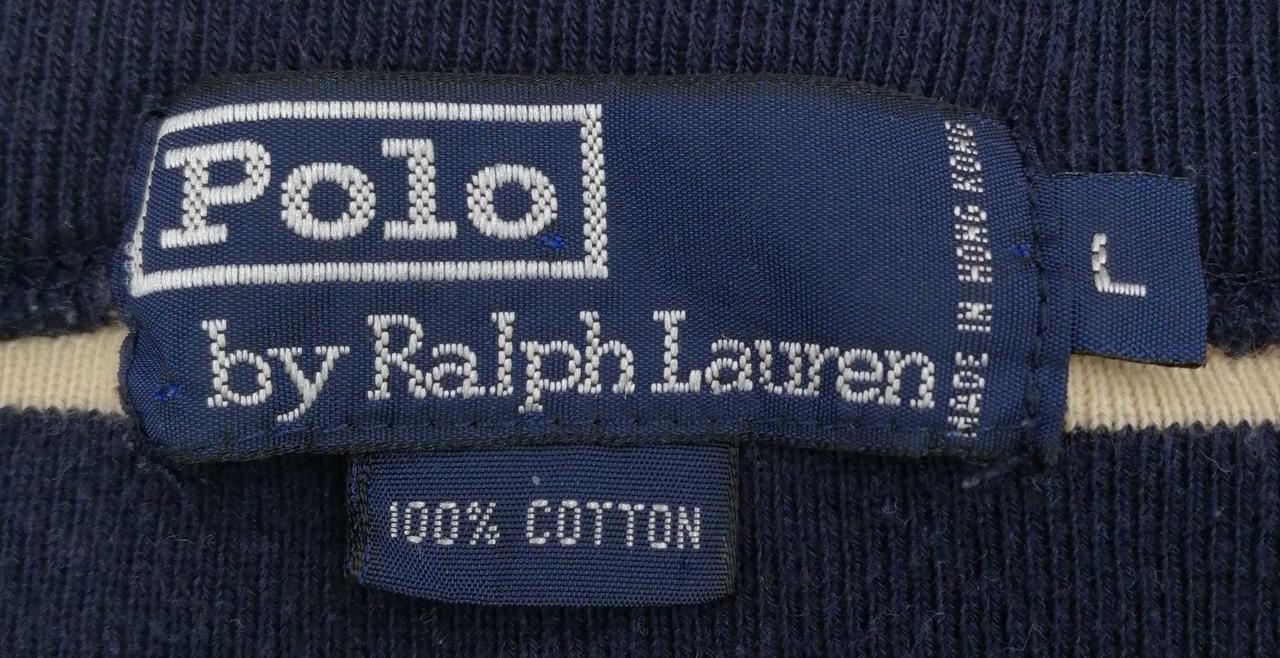 Polo
by Ralph Lauren
MADE IN HONG KONG
L
100% COTTON